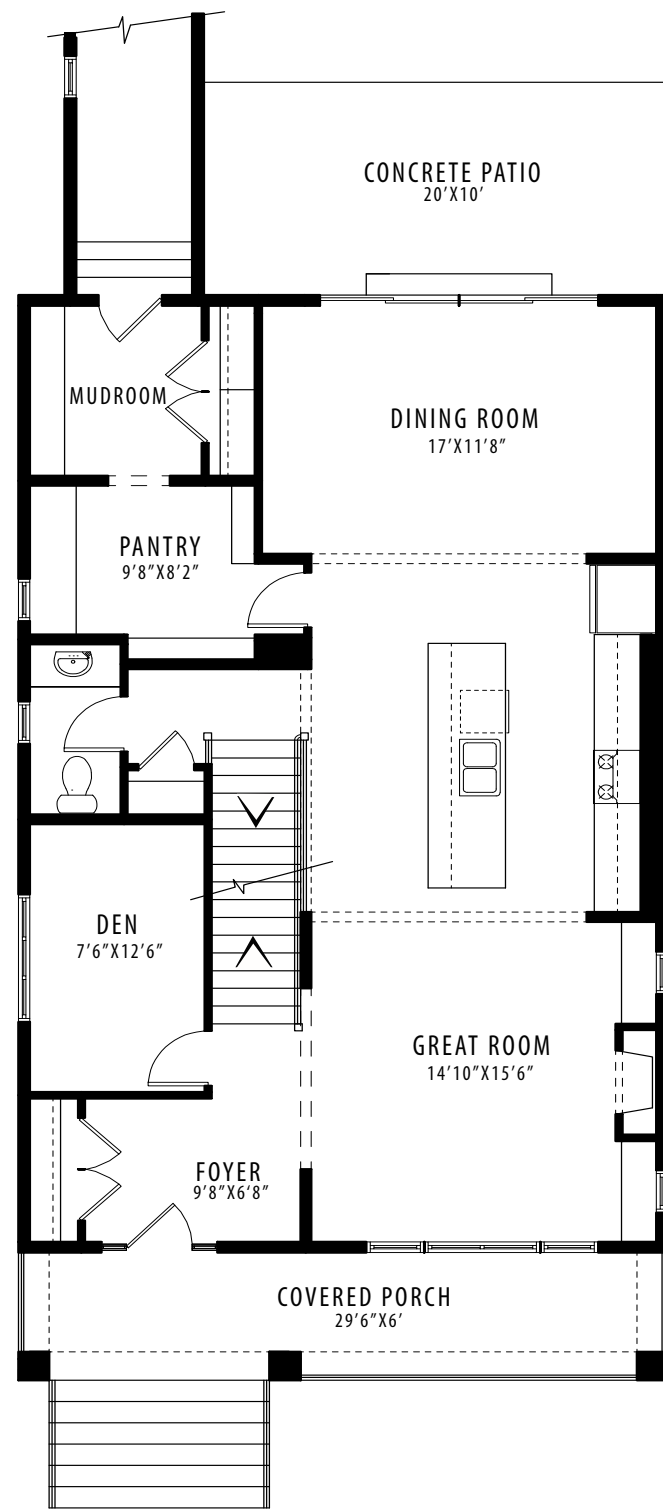 CONCRETE PATIO
20'X10'
MUDROOM
DINING ROOM
17'X11'8"
PANTRY
9'8"X8'2"
DEN
7'6"X12'6"
GREAT ROOM
14'10"X15'6"
FOYER
9'8"X6'8"
COVERED PORCH
29'6"X6'